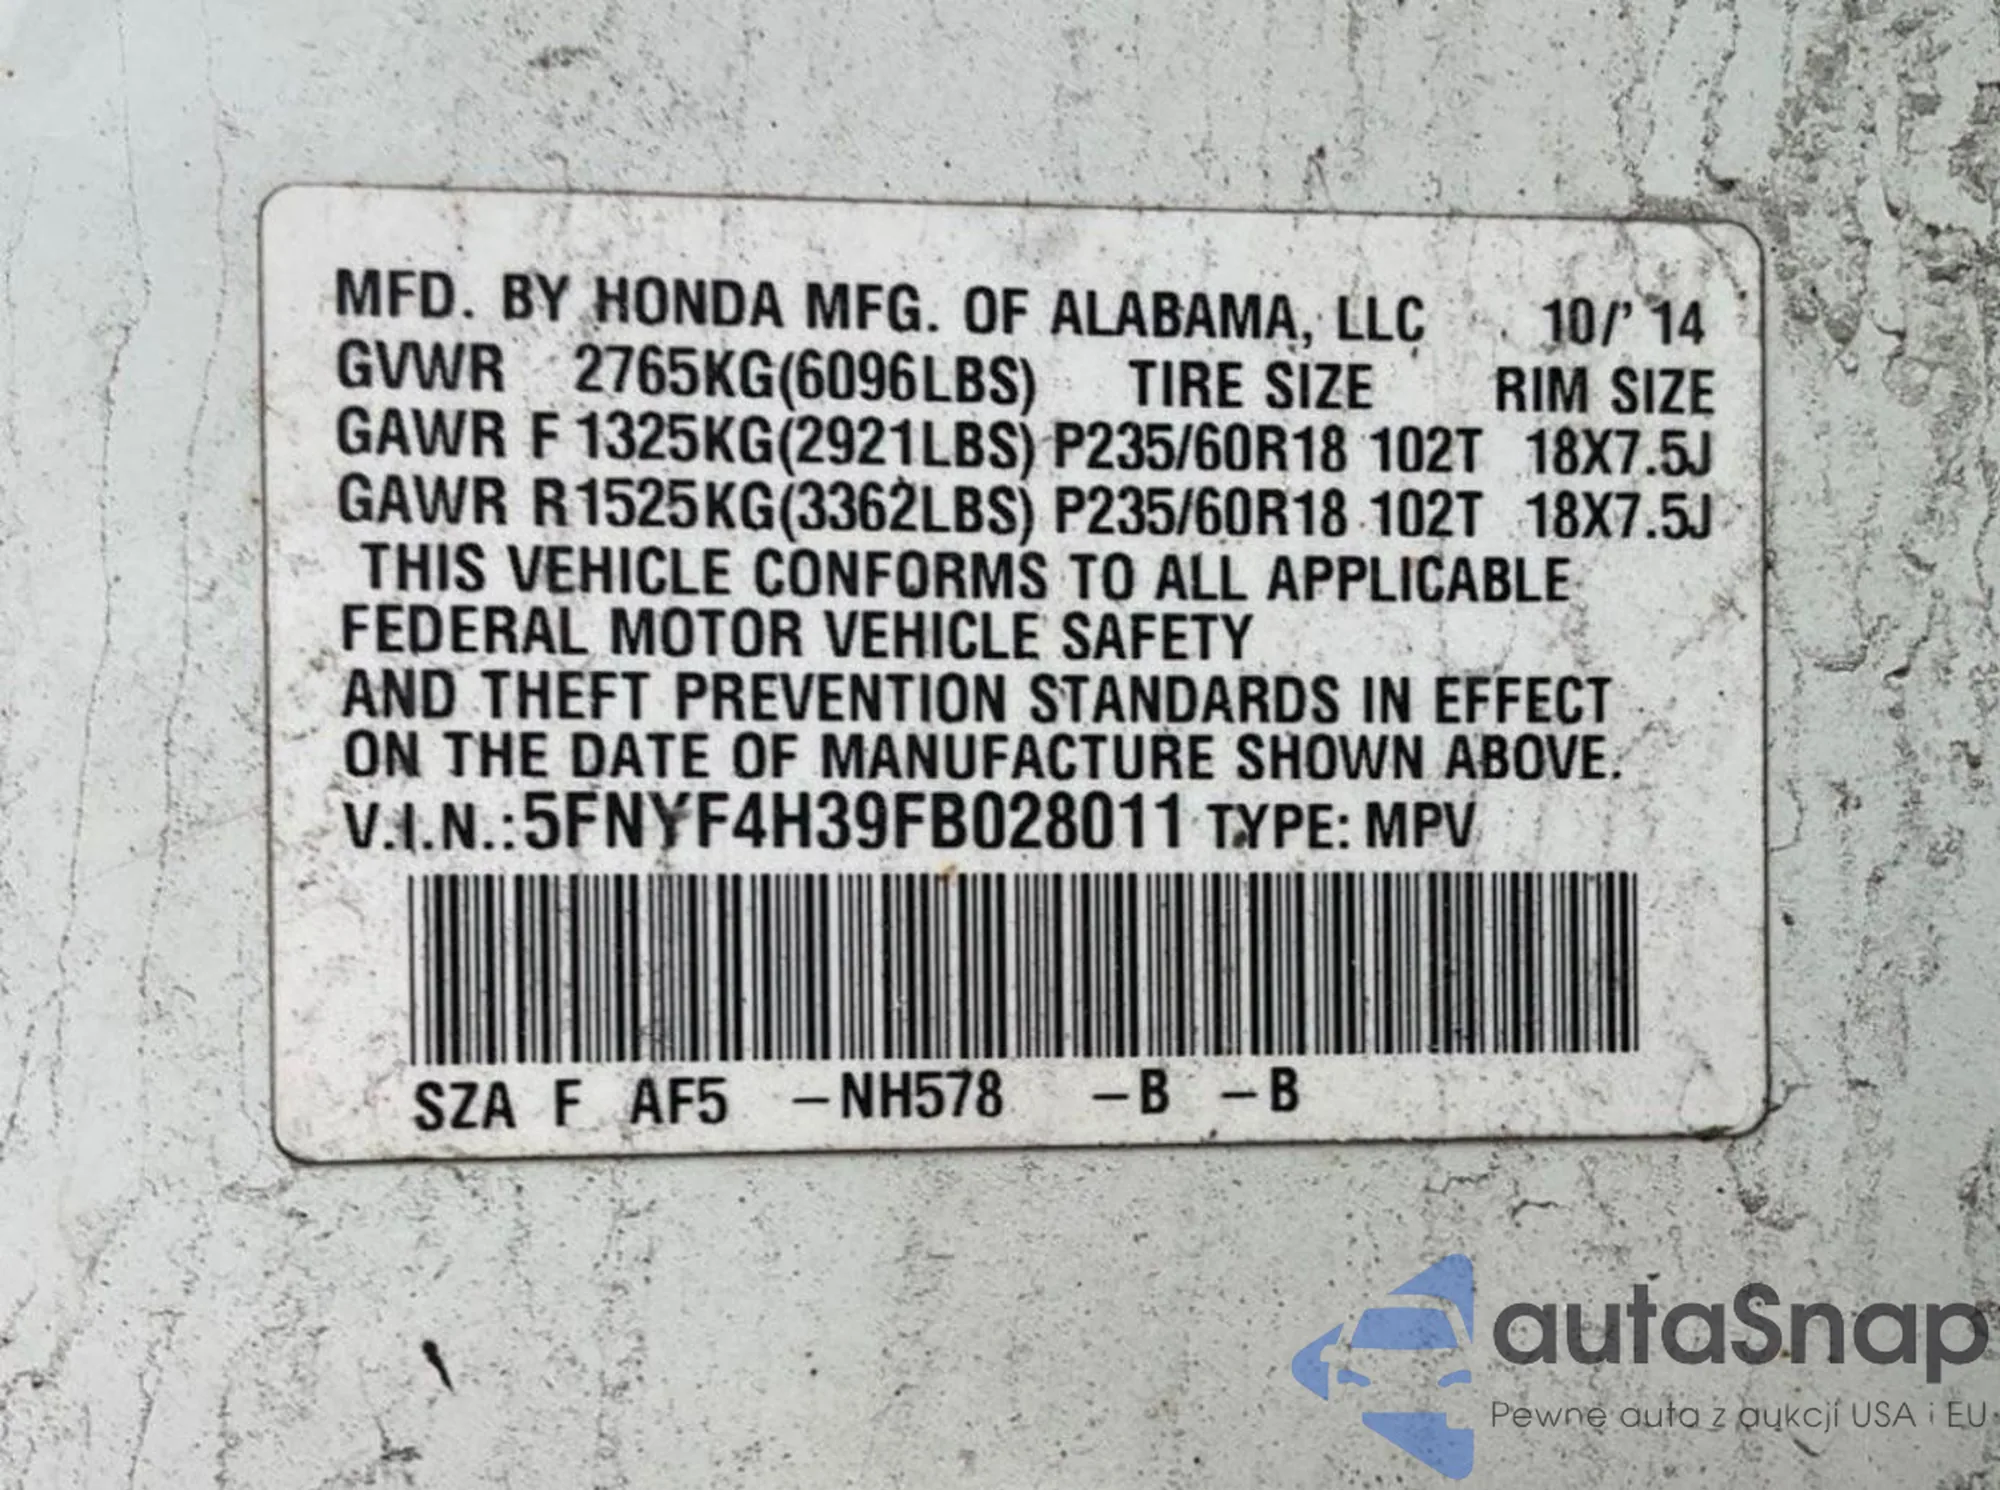 MFD. BY HONDA MFG. OF ALABAMA, LLC 10/' 14
GVWR 2765KG(6096LBS) TIRE SIZE RIM SIZE
GAWR F 1325KG(2921LBS) P235/60R18 102T 18X7.5J
GAWR R 1525KG(3362LBS) P235/60R18 102T 18X7.5J
THIS VEHICLE CONFORMS TO ALL APPLICABLE
FEDERAL MOTOR VEHICLE SAFETY
AND THEFT PREVENTION STANDARDS IN EFFECT
ON THE DATE OF MANUFACTURE SHOWN ABOVE.
V.I.N.:5FNYF4H39FB028011 TYPE: MPV
SZA F AF5 –NH578 –B –B
autaSnap
Pewne auta z aukcji USA i EU